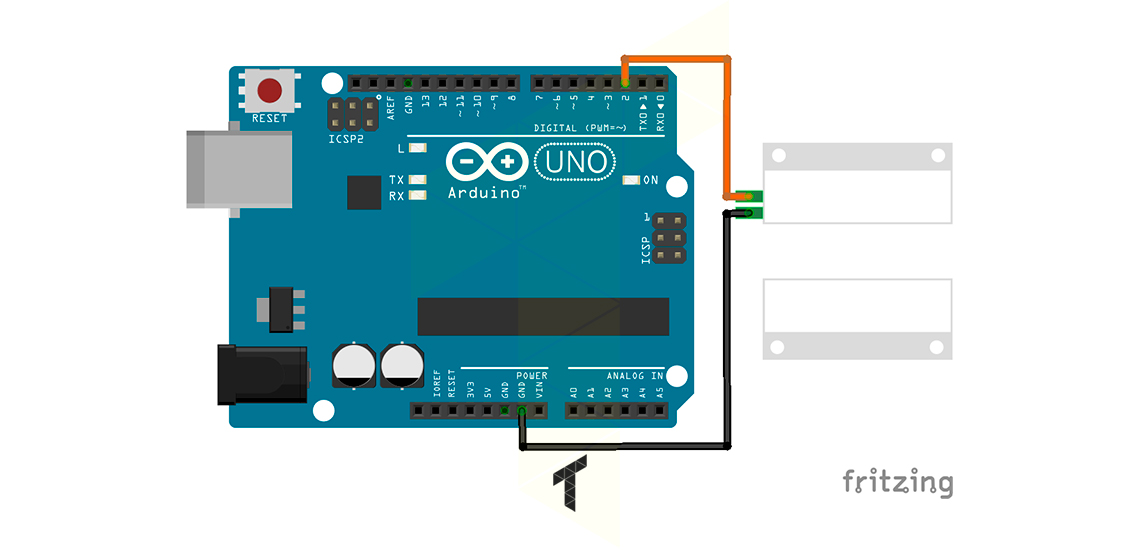 RESET
ICSP2
AREF
GND
13
12
~11
~10
~9
8
7
~6
~5
4
~3
2
TX0▶1
RX0◀0
DIGITAL (PWM=~)
L
TX
RX
UNO
Arduino™
ON
1
ICSP
POWER
ANALOG IN
IOREF
RESET
3V3
5V
GND
GND
VIN
A0
A1
A2
A3
A4
A5
fritzing